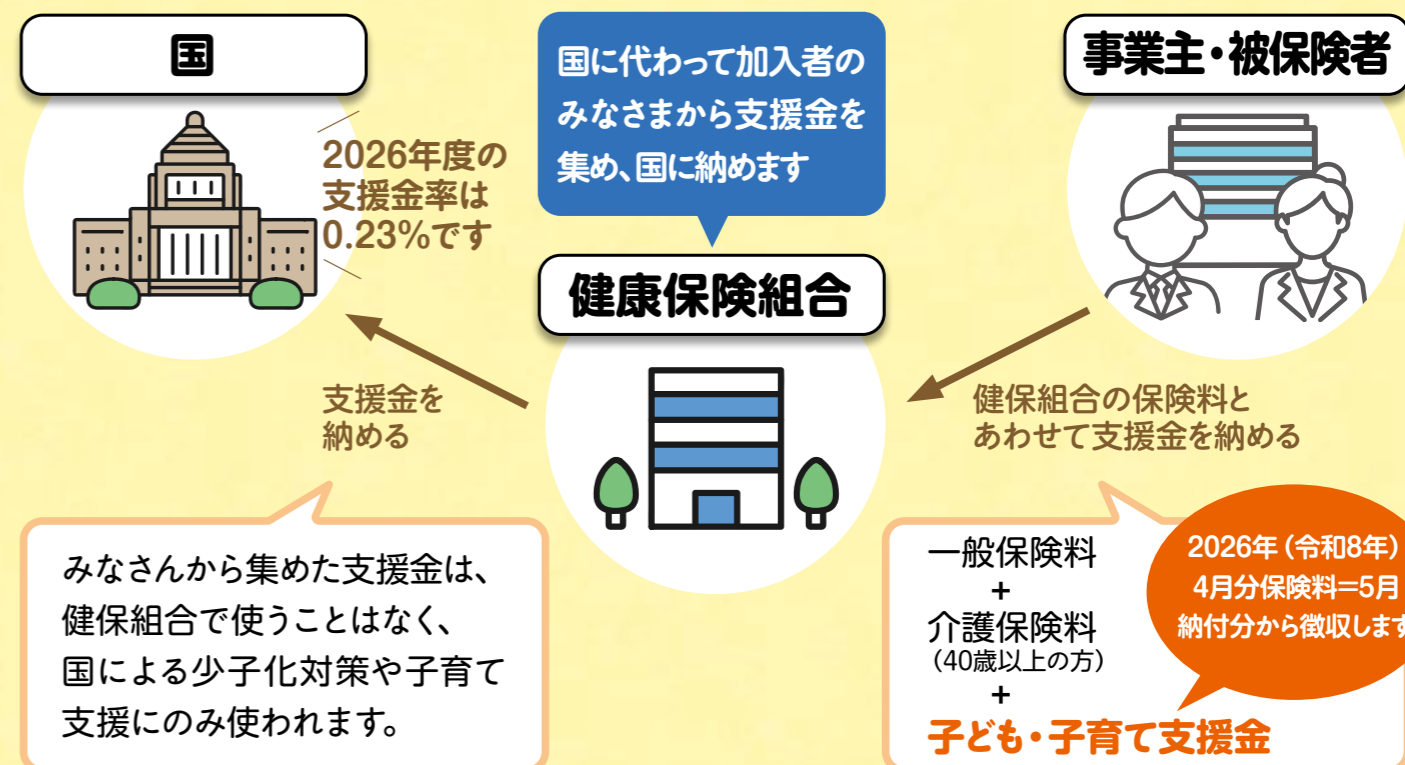 国
2026年度の
支援金率は
0.23%です
国に代わって加入者の
みなさまから支援金を
集め、国に納めます
事業主・被保険者
健康保険組合
支援金を
納める
健保組合の保険料と
あわせて支援金を納める
みなさんから集めた支援金は、
健保組合で使うことはなく、
国による少子化対策や子育て
支援にのみ使われます。
一般保険料
+
介護保険料
(40歳以上の方)
+
子ども・子育て支援金
2026年(令和8年)
4月分保険料=5月
納付分から徴収します